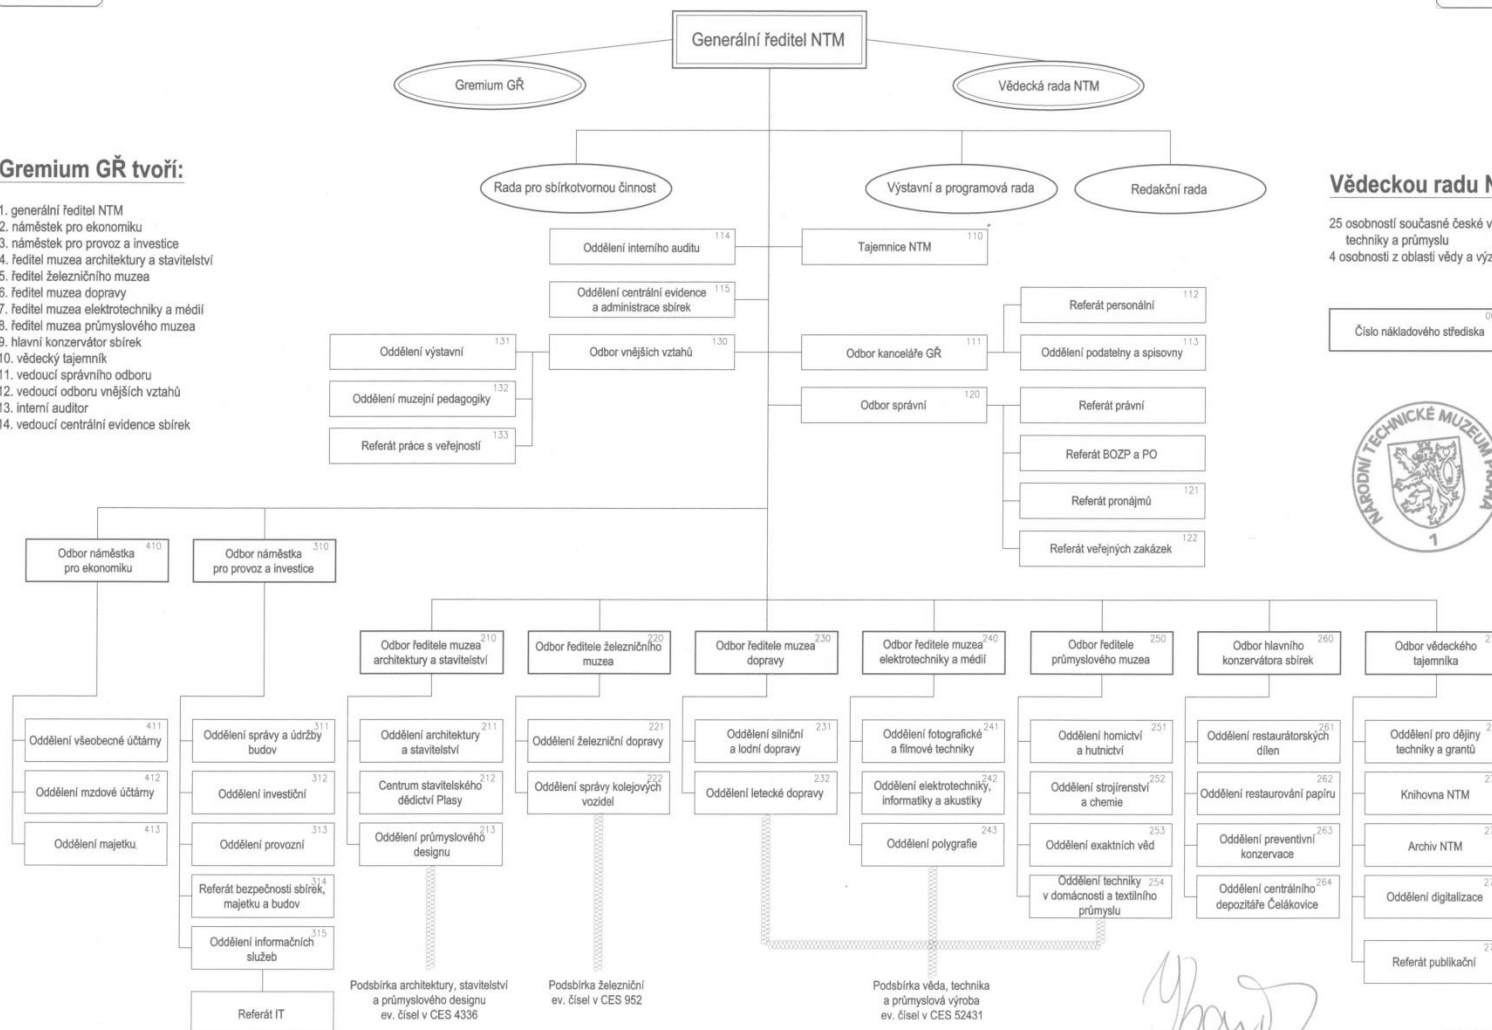 Generální ředitel NTM
Gremium GŘ
Vědecká rada NTM
Rada pro sbírkotvornou činnost
Výstavní a programová rada
Redakční rada
Gremium GŘ tvoří:
1. generální ředitel NTM
2. náměstek pro ekonomiku
3. náměstek pro provoz a investice
4. ředitel muzea architektury a stavitelství
5. ředitel železničního muzea
6. ředitel muzea dopravy
7. ředitel muzea elektrotechniky a médií
8. ředitel muzea průmyslového muzea
9. hlavní konzervátor sbírek
10. vědecký tajemník
11. vedoucí správního odboru
12. vedoucí odboru vnějších vztahů
13. interní auditor
14. vedoucí centrální evidence sbírek
Vědeckou radu N
25 osobností současné české v
techniky a průmyslu
4 osobnosti z oblasti vědy a výz
Číslo nákladového střediska
NÁRODNÍ TECHNICKÉ MUZEUM PRAHA
1
Oddělení interního auditu 114
Tajemnice NTM 110
Oddělení centrální evidence 115
a administrace sbírek
Referát personální 112
Oddělení výstavní 131
Odbor vnějších vztahů 130
Odbor kanceláře GŘ 111
Oddělení podatelny a spisovny 113
Oddělení muzejní pedagogiky 132
Odbor správní 120
Referát právní
Referát práce s veřejností 133
Referát BOZP a PO
Referát pronájmů 121
Referát veřejných zakázek 122
Odbor náměstka 410
pro ekonomiku
Odbor náměstka 310
pro provoz a investice
Odbor ředitele muzea 210
architektury a stavitelství
Odbor ředitele železničního 220
muzea
Odbor ředitele muzea 230
dopravy
Odbor ředitele muzea 240
elektrotechniky a médií
Odbor ředitele 250
průmyslového muzea
Odbor hlavního 260
konzervátora sbírek
Odbor vědeckého
tajemníka
Oddělení všeobecné účtárny 411
Oddělení mzdové účtárny 412
Oddělení majetku 413
Oddělení správy a údržby 311
budov
Oddělení investiční 312
Oddělení provozní 313
Referát bezpečnosti sbírek, 314
majetku a budov
Oddělení informačních 315
služeb
Referát IT
Oddělení architektury 211
a stavitelství
Centrum stavitelského 212
dědictví Plasy
Oddělení průmyslového 213
designu
Podsbírka architektury, stavitelství
a průmyslového designu
ev. čísel v CES 4336
Oddělení železniční dopravy 221
Oddělení správy kolejových 222
vozidel
Podsbírka železniční
ev. čísel v CES 952
Oddělení silniční 231
a lodní dopravy
Oddělení letecké dopravy 232
Oddělení fotografické 241
a filmové techniky
Oddělení elektrotechniky, 242
informatiky a akustiky
Oddělení polygrafie 243
Podsbírka věda, technika
a průmyslová výroba
ev. čísel v CES 52431
Oddělení hornictví 251
a hutnictví
Oddělení strojírenství 252
a chemie
Oddělení exaktních věd 253
Oddělení techniky 254
v domácnosti a textilního
průmyslu
Oddělení restaurátorských 261
dílen
Oddělení restaurování papíru 262
Oddělení preventivní 263
konzervace
Oddělení centrálního 264
depozitáře Čelákovice
Oddělení pro dějiny
techniky a grantů
Knihovna NTM
Archiv NTM
Oddělení digitalizace
Referát publikační